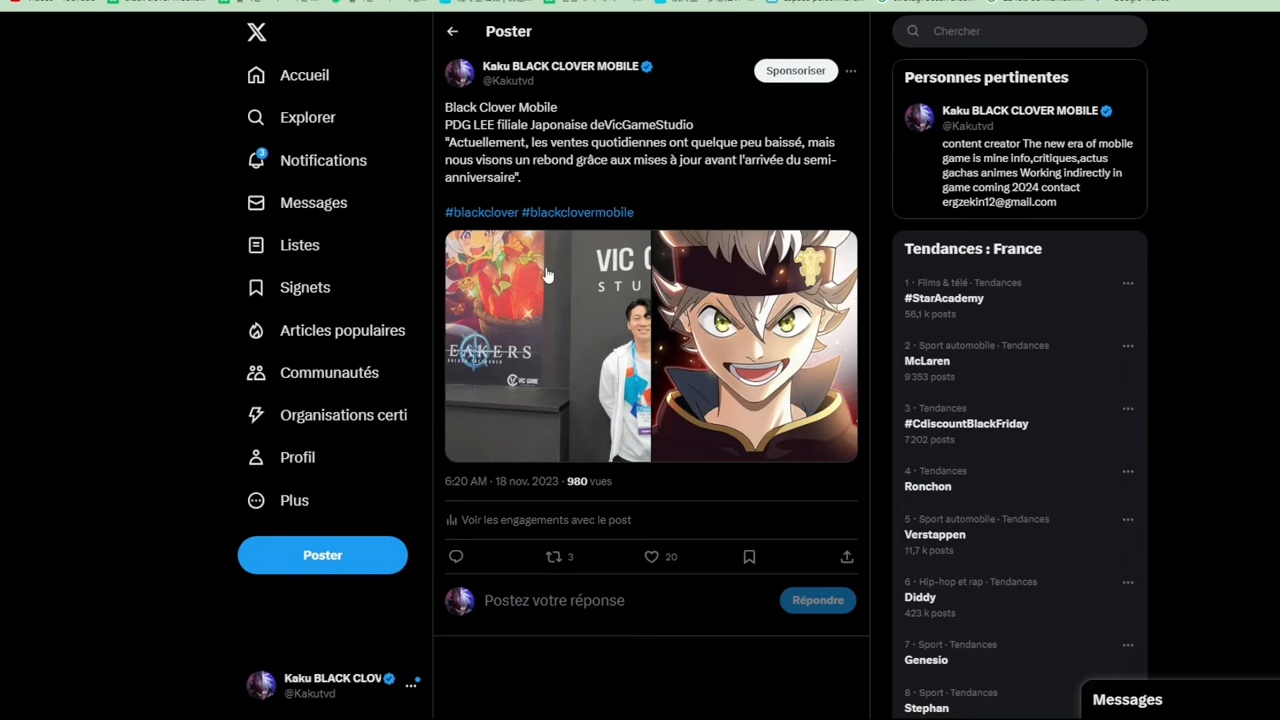 Poster
Chercher
Accueil
Explorer
3
Notifications
Messages
Listes
Signets
Articles populaires
Communautés
Organisations certi
Profil
Plus
Poster
Kaku BLACK CLOV
@Kakutvd
Kaku BLACK CLOVER MOBILE
@Kakutvd
Sponsoriser
Black Clover Mobile
PDG LEE filiale Japonaise deVicGameStudio
"Actuellement, les ventes quotidiennes ont quelque peu baissé, mais
nous visons un rebond grâce aux mises à jour avant l'arrivée du semi-
anniversaire".
#blackclover #blackclovermobile
VIC G
STU
EAKERS
VIC GAME
6:20 AM · 18 nov. 2023 · 980 vues
Voir les engagements avec le post
3
20
Postez votre réponse
Répondre
Personnes pertinentes
Kaku BLACK CLOVER MOBILE
@Kakutvd
content creator The new era of mobile
game is mine info,critiques,actus
gachas animes Working indirectly in
game coming 2024 contact
ergzekin12@gmail.com
Tendances : France
1 · Films & télé · Tendances
#StarAcademy
56,1 k posts
2 · Sport automobile · Tendances
McLaren
9 353 posts
3 · Tendances
#CdiscountBlackFriday
7 202 posts
4 · Tendances
Ronchon
5 · Sport automobile · Tendances
Verstappen
11,7 k posts
6 · Hip-hop et rap · Tendances
Diddy
423 k posts
7 · Sport · Tendances
Genesio
8 · Sport · Tendances
Stephan
Messages